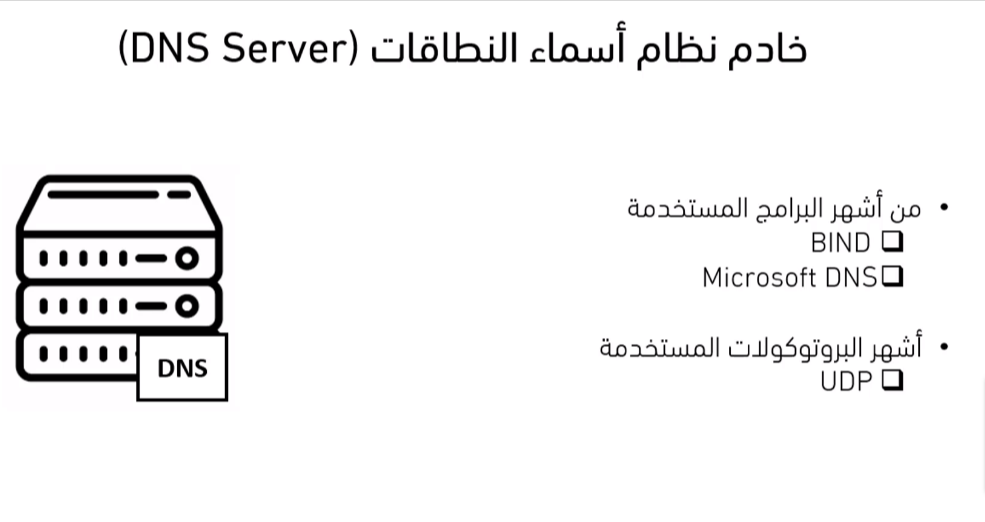 خادم نظام أسماء النطاقات (DNS Server)
• من أشهر البرامج المستخدمة
❑ BIND
❑Microsoft DNS
• أشهر البروتوكولات المستخدمة
❑ UDP
DNS